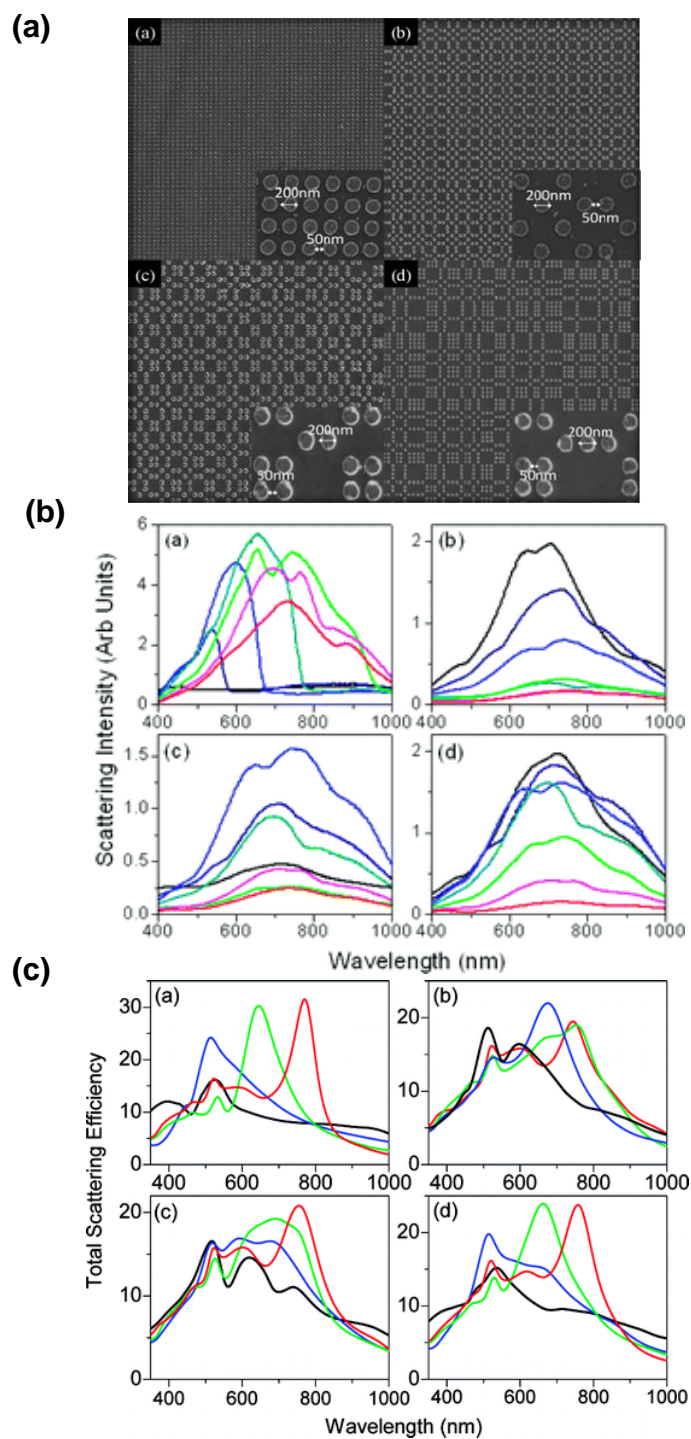 (a)
(a)
(b)
200nm
50nm
200nm
50nm
(c)
(d)
200nm
50nm
200nm
50nm
(b)
Scattering Intensity (Arb Units)
(a)
6
4
2
0
400 600 800 1000
(b)
2
1
0
400 600 800 1000
(c)
1.5
1.0
0.5
0.0
400 600 800 1000
(d)
2
1
0
400 600 800 1000
Wavelength (nm)
(c)
Total Scattering Efficiency
(a)
30
20
10
0
400 600 800 1000
(b)
20
10
0
400 600 800 1000
(c)
20
10
0
400 600 800 1000
(d)
20
10
0
400 600 800 1000
Wavelength (nm)